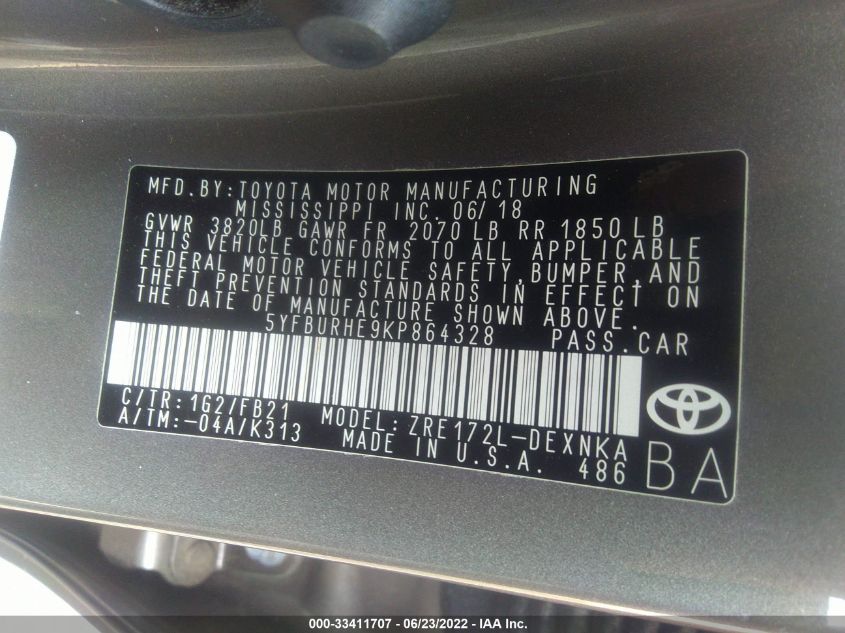 MFD.BY:TOYOTA MOTOR MANUFACTURING
MISSISSIPPI INC. 06/18
GVWR 3820LB GAWR FR 2070 LB RR 1850 LB
THIS VEHICLE CONFORMS TO ALL APPLICABLE
FEDERAL MOTOR VEHICLE SAFETY,BUMPER,AND
THEFT PREVENTION STANDARDS IN EFFECT ON
THE DATE OF MANUFACTURE SHOWN ABOVE.
5YFBURHE9KP864328 PASS.CAR
C/TR:1G2/FB21 MODEL:ZRE172L-DEXNKA
A/TM:-04A/K313 MADE IN U.S.A. 486
BA
000-33411707 - 06/23/2022 - IAA Inc.